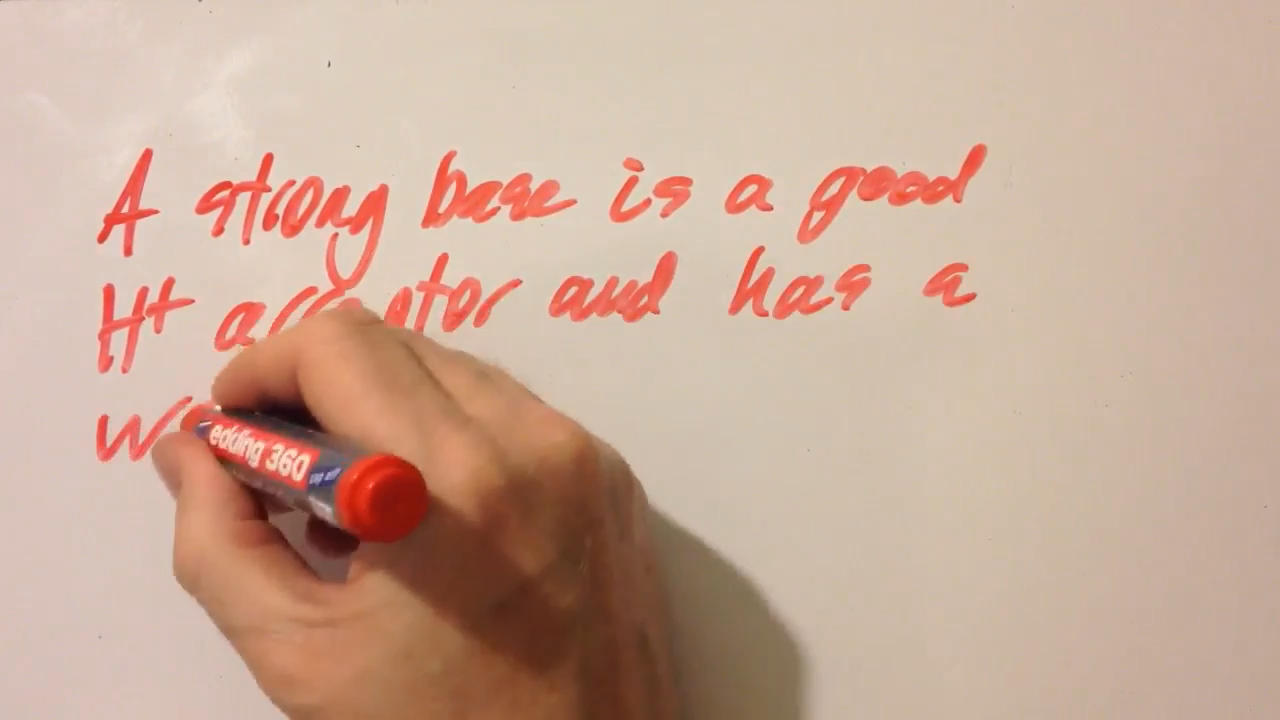 A strong base is a good
H+ acceptor and has a
w
edding 360